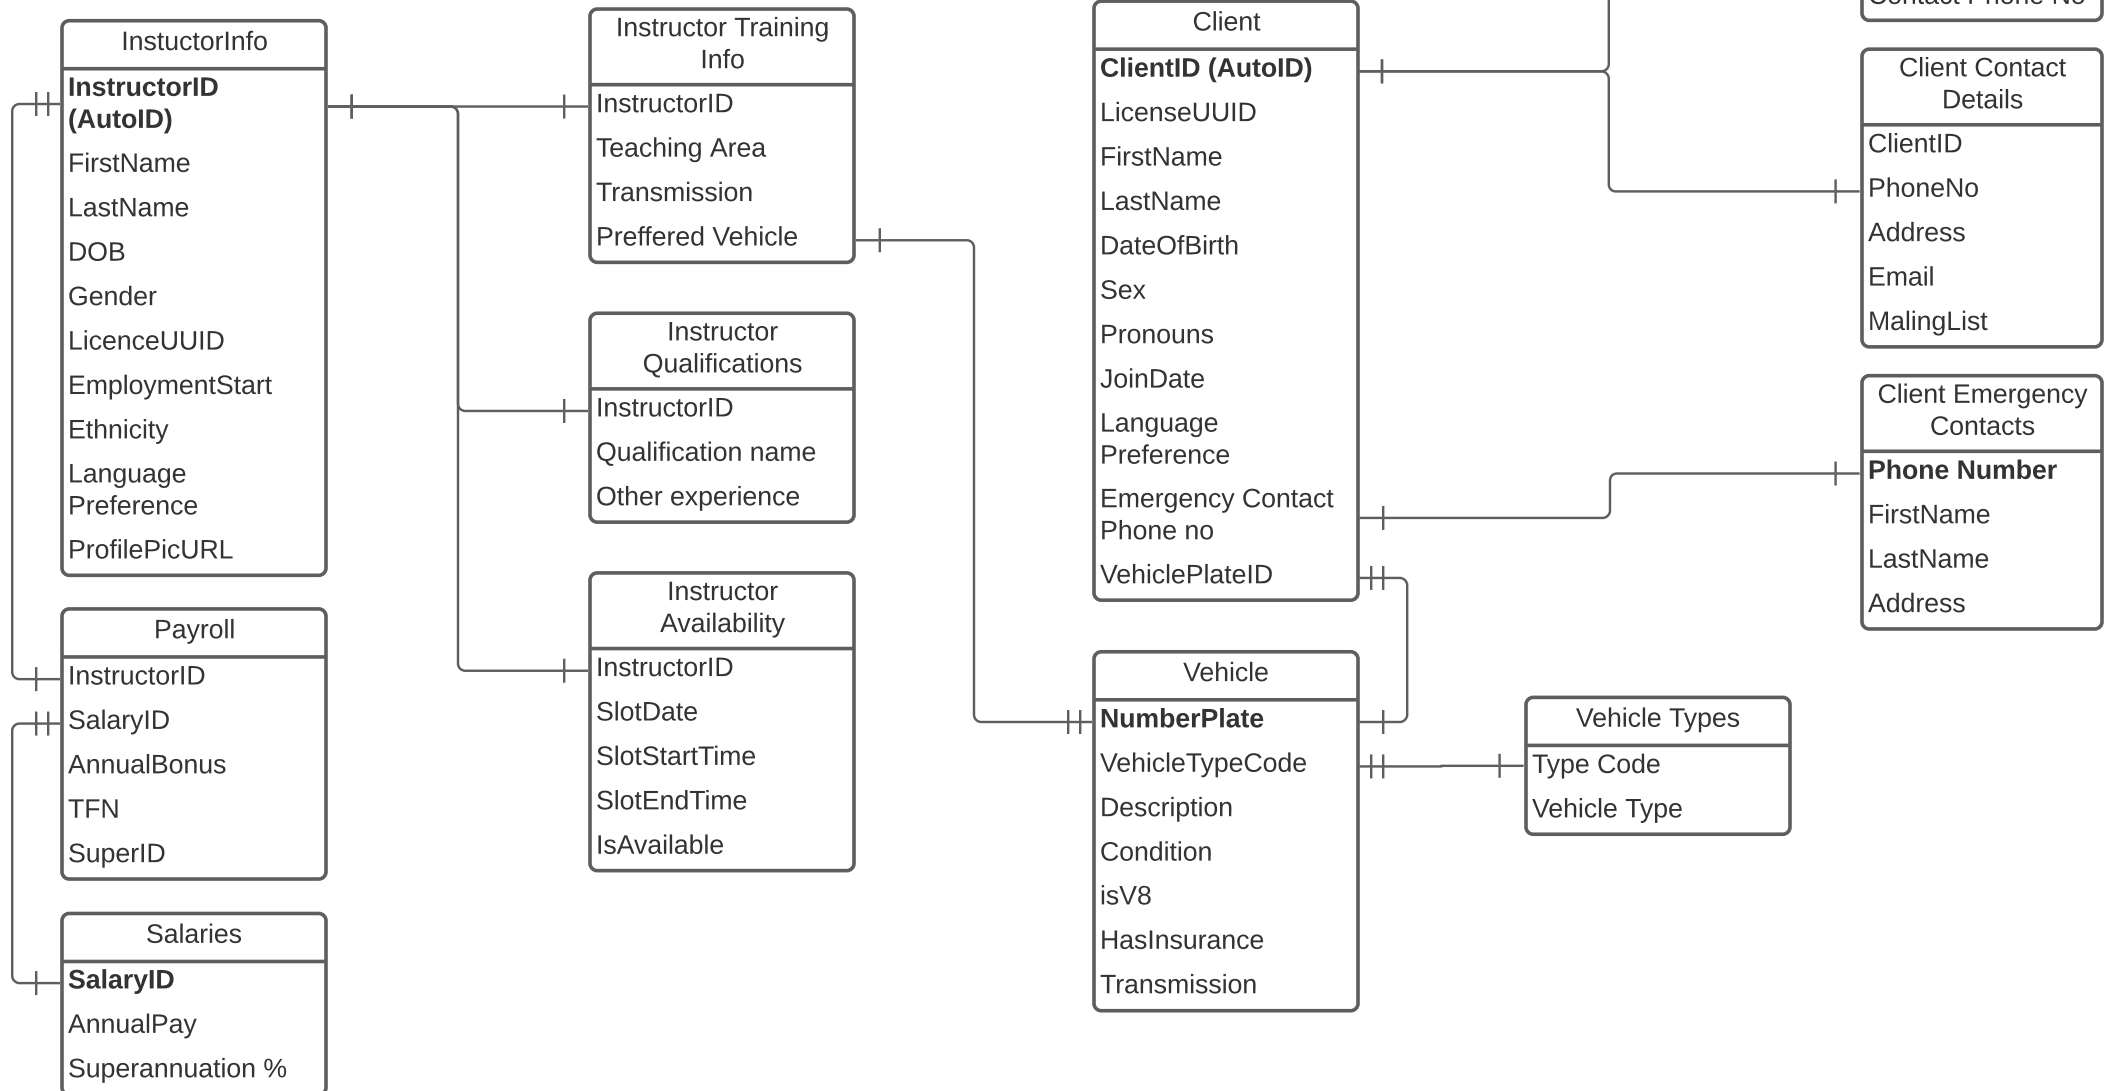 InstuctorInfo
InstructorID
(AutoID)
FirstName
LastName
DOB
Gender
LicenceUUID
EmploymentStart
Ethnicity
Language
Preference
ProfilePicURL
Payroll
InstructorID
SalaryID
AnnualBonus
TFN
SuperID
Salaries
SalaryID
AnnualPay
Superannuation %
Instructor Training
Info
InstructorID
Teaching Area
Transmission
Preffered Vehicle
Instructor
Qualifications
InstructorID
Qualification name
Other experience
Instructor
Availability
InstructorID
SlotDate
SlotStartTime
SlotEndTime
IsAvailable
Client
ClientID (AutoID)
LicenseUUID
FirstName
LastName
DateOfBirth
Sex
Pronouns
JoinDate
Language
Preference
Emergency Contact
Phone no
VehiclePlateID
Vehicle
NumberPlate
VehicleTypeCode
Description
Condition
isV8
HasInsurance
Transmission
Vehicle Types
Type Code
Vehicle Type
Contact Phone No
Client Contact
Details
ClientID
PhoneNo
Address
Email
MalingList
Client Emergency
Contacts
Phone Number
FirstName
LastName
Address